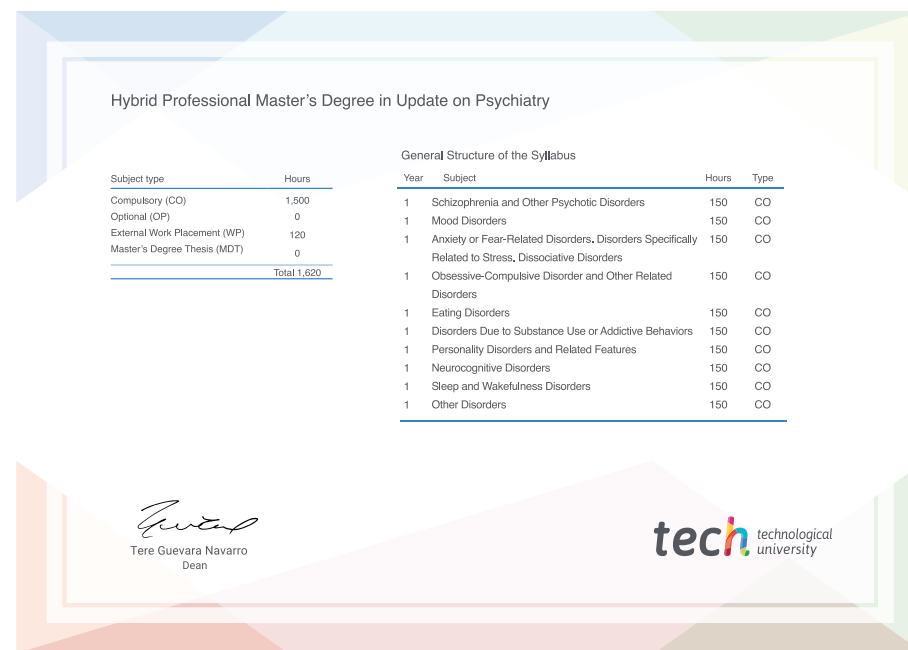 Hybrid Professional Master's Degree in Update on Psychiatry
Subject type Hours
Compulsory (CO) 1,500
Optional (OP) 0
External Work Placement (WP) 120
Master's Degree Thesis (MDT) 0
Total 1,620
General Structure of the Syllabus
Year Subject Hours Type
1 Schizophrenia and Other Psychotic Disorders 150 CO
1 Mood Disorders 150 CO
1 Anxiety or Fear-Related Disorders. Disorders Specifically 150 CO
Related to Stress. Dissociative Disorders
1 Obsessive-Compulsive Disorder and Other Related 150 CO
Disorders
1 Eating Disorders 150 CO
1 Disorders Due to Substance Use or Addictive Behaviors 150 CO
1 Personality Disorders and Related Features 150 CO
1 Neurocognitive Disorders 150 CO
1 Sleep and Wakefulness Disorders 150 CO
1 Other Disorders 150 CO
Tere Guevara Navarro
Dean
tech technological
university